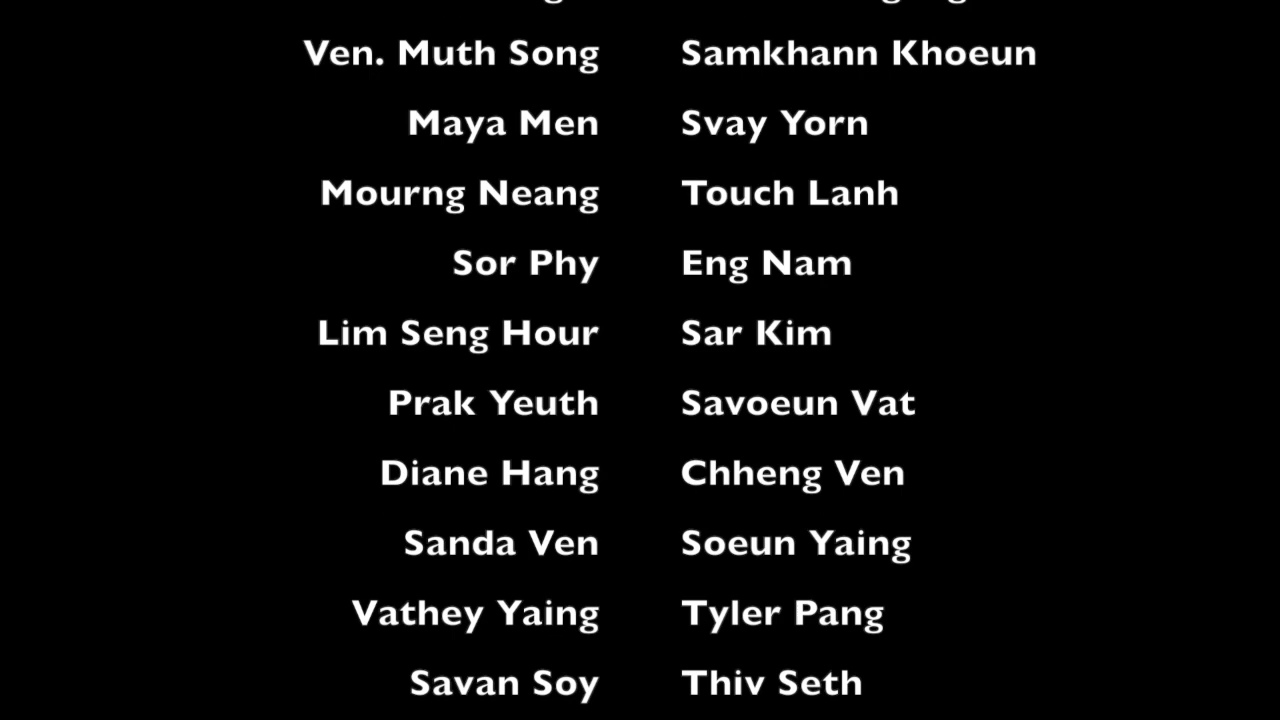 Ven. Muth Song Samkhann Khoeun
Maya Men Svay Yorn
Mourng Neang Touch Lanh
Sor Phy Eng Nam
Lim Seng Hour Sar Kim
Prak Yeuth Savoeun Vat
Diane Hang Chheng Ven
Sanda Ven Soeun Yaing
Vathey Yaing Tyler Pang
Savan Soy Thiv Seth